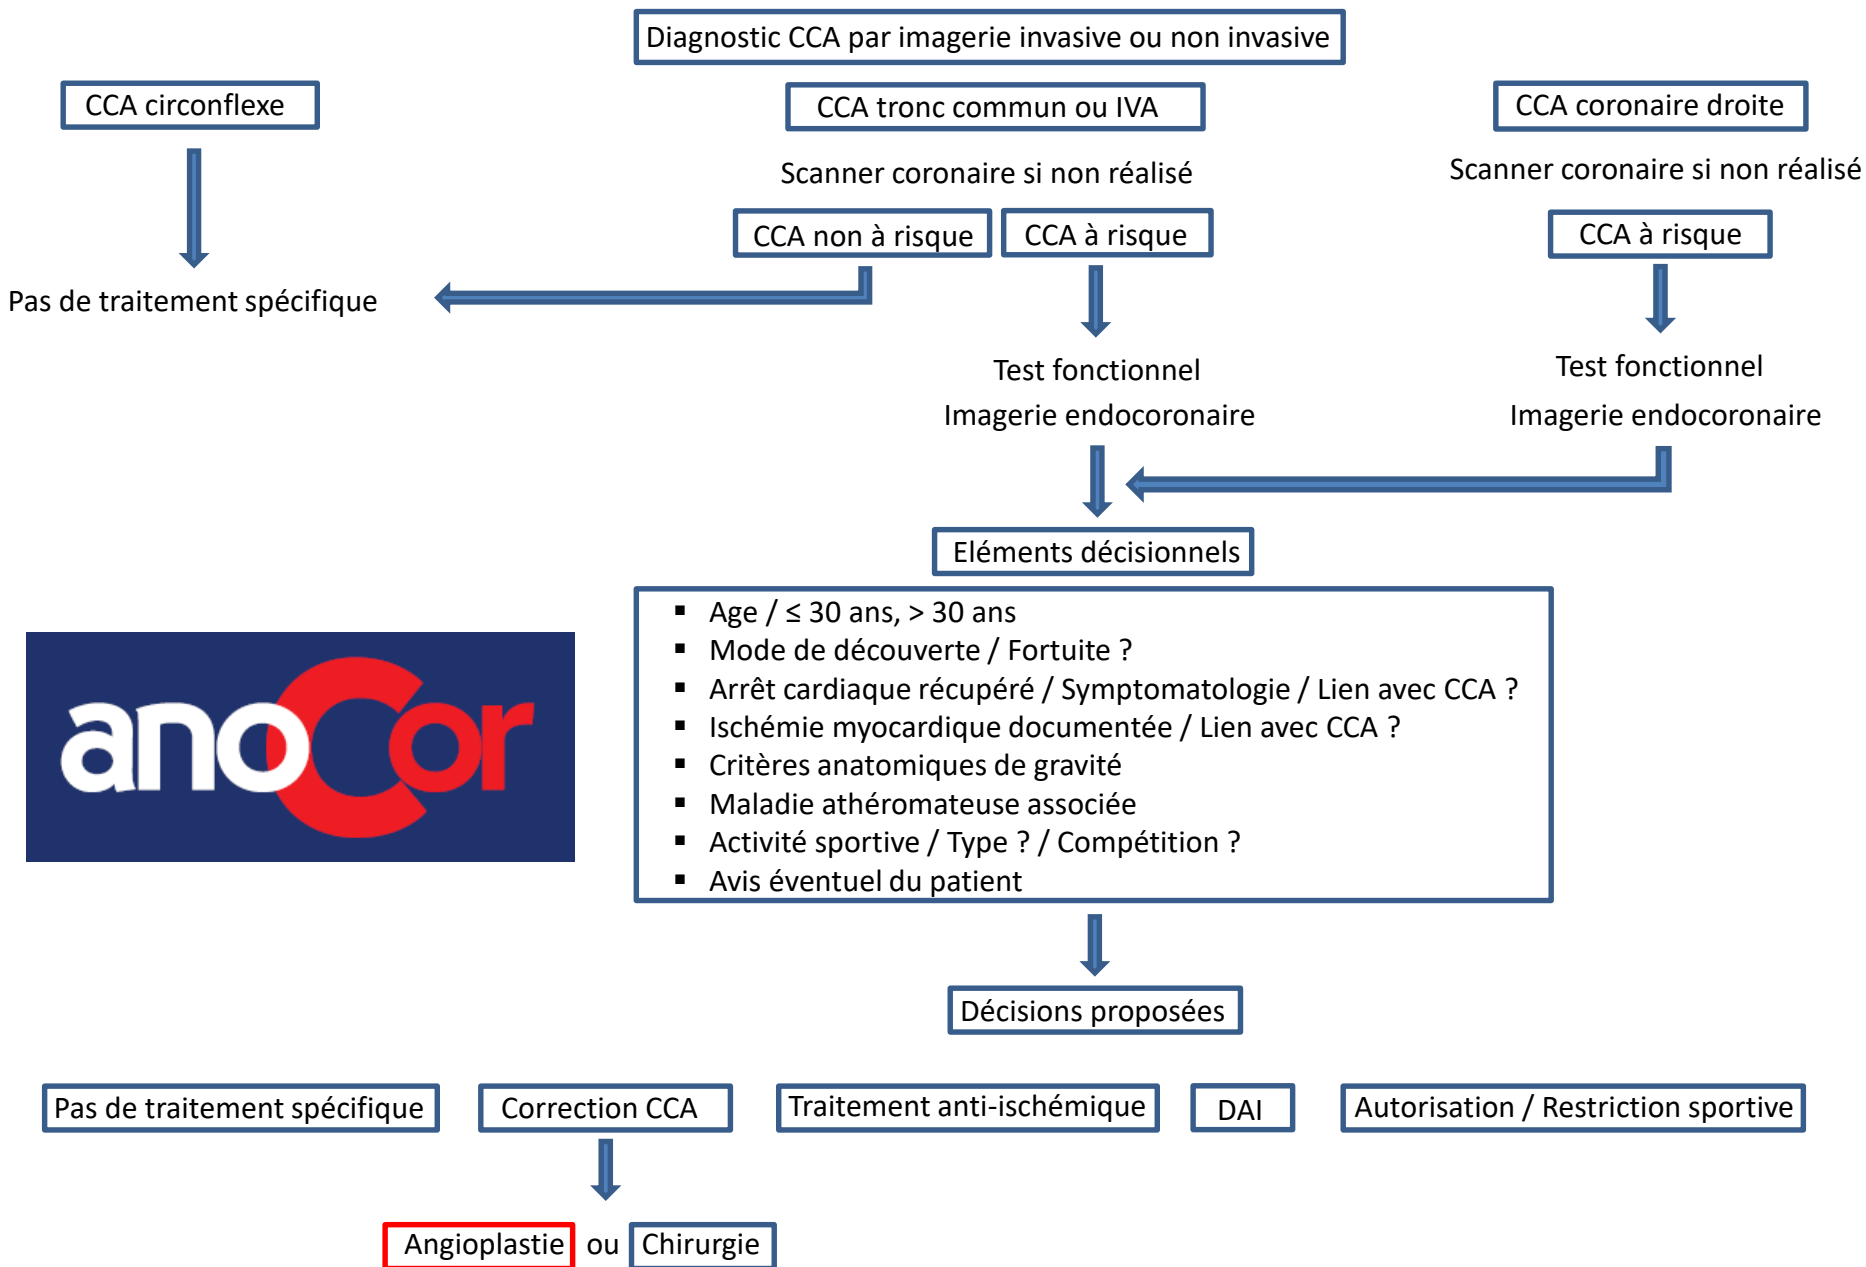 Diagnostic CCA par imagerie invasive ou non invasive
CCA circonflexe
CCA tronc commun ou IVA
CCA coronaire droite
Scanner coronaire si non réalisé
Scanner coronaire si non réalisé
CCA non à risque
CCA à risque
CCA à risque
Pas de traitement spécifique
Test fonctionnel
Imagerie endocoronaire
Test fonctionnel
Imagerie endocoronaire
Eléments décisionnels
▪ Age / ≤ 30 ans, > 30 ans
▪ Mode de découverte / Fortuite ?
▪ Arrêt cardiaque récupéré / Symptomatologie / Lien avec CCA ?
▪ Ischémie myocardique documentée / Lien avec CCA ?
▪ Critères anatomiques de gravité
▪ Maladie athéromateuse associée
▪ Activité sportive / Type ? / Compétition ?
▪ Avis éventuel du patient
anoCor
Décisions proposées
Pas de traitement spécifique
Correction CCA
Traitement anti-ischémique
DAI
Autorisation / Restriction sportive
Angioplastie ou Chirurgie